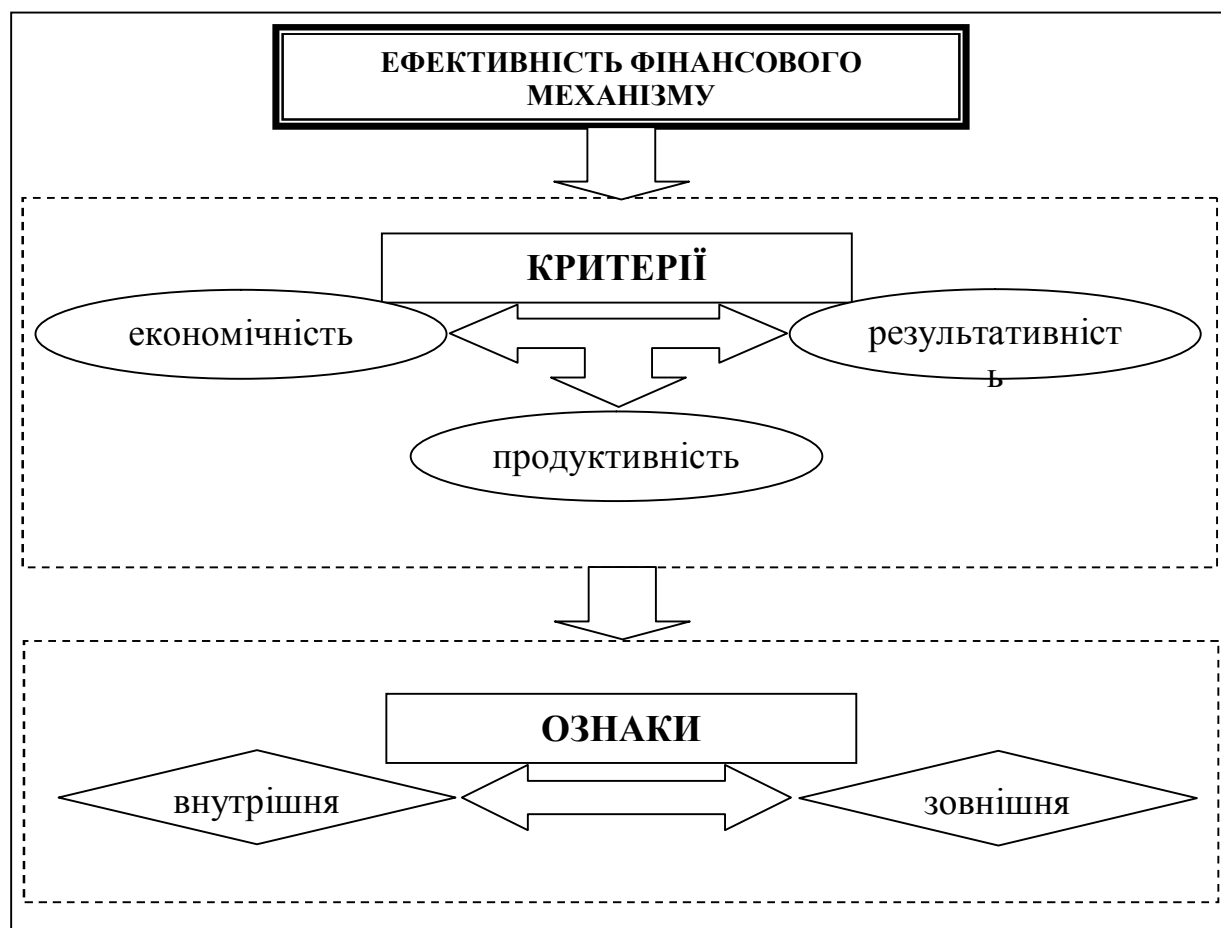 ЕФЕКТИВНІСТЬ ФІНАНСОВОГО
МЕХАНІЗМУ
КРИТЕРІЇ
економічність
результативніст
ь
продуктивність
ОЗНАКИ
внутрішня
зовнішня